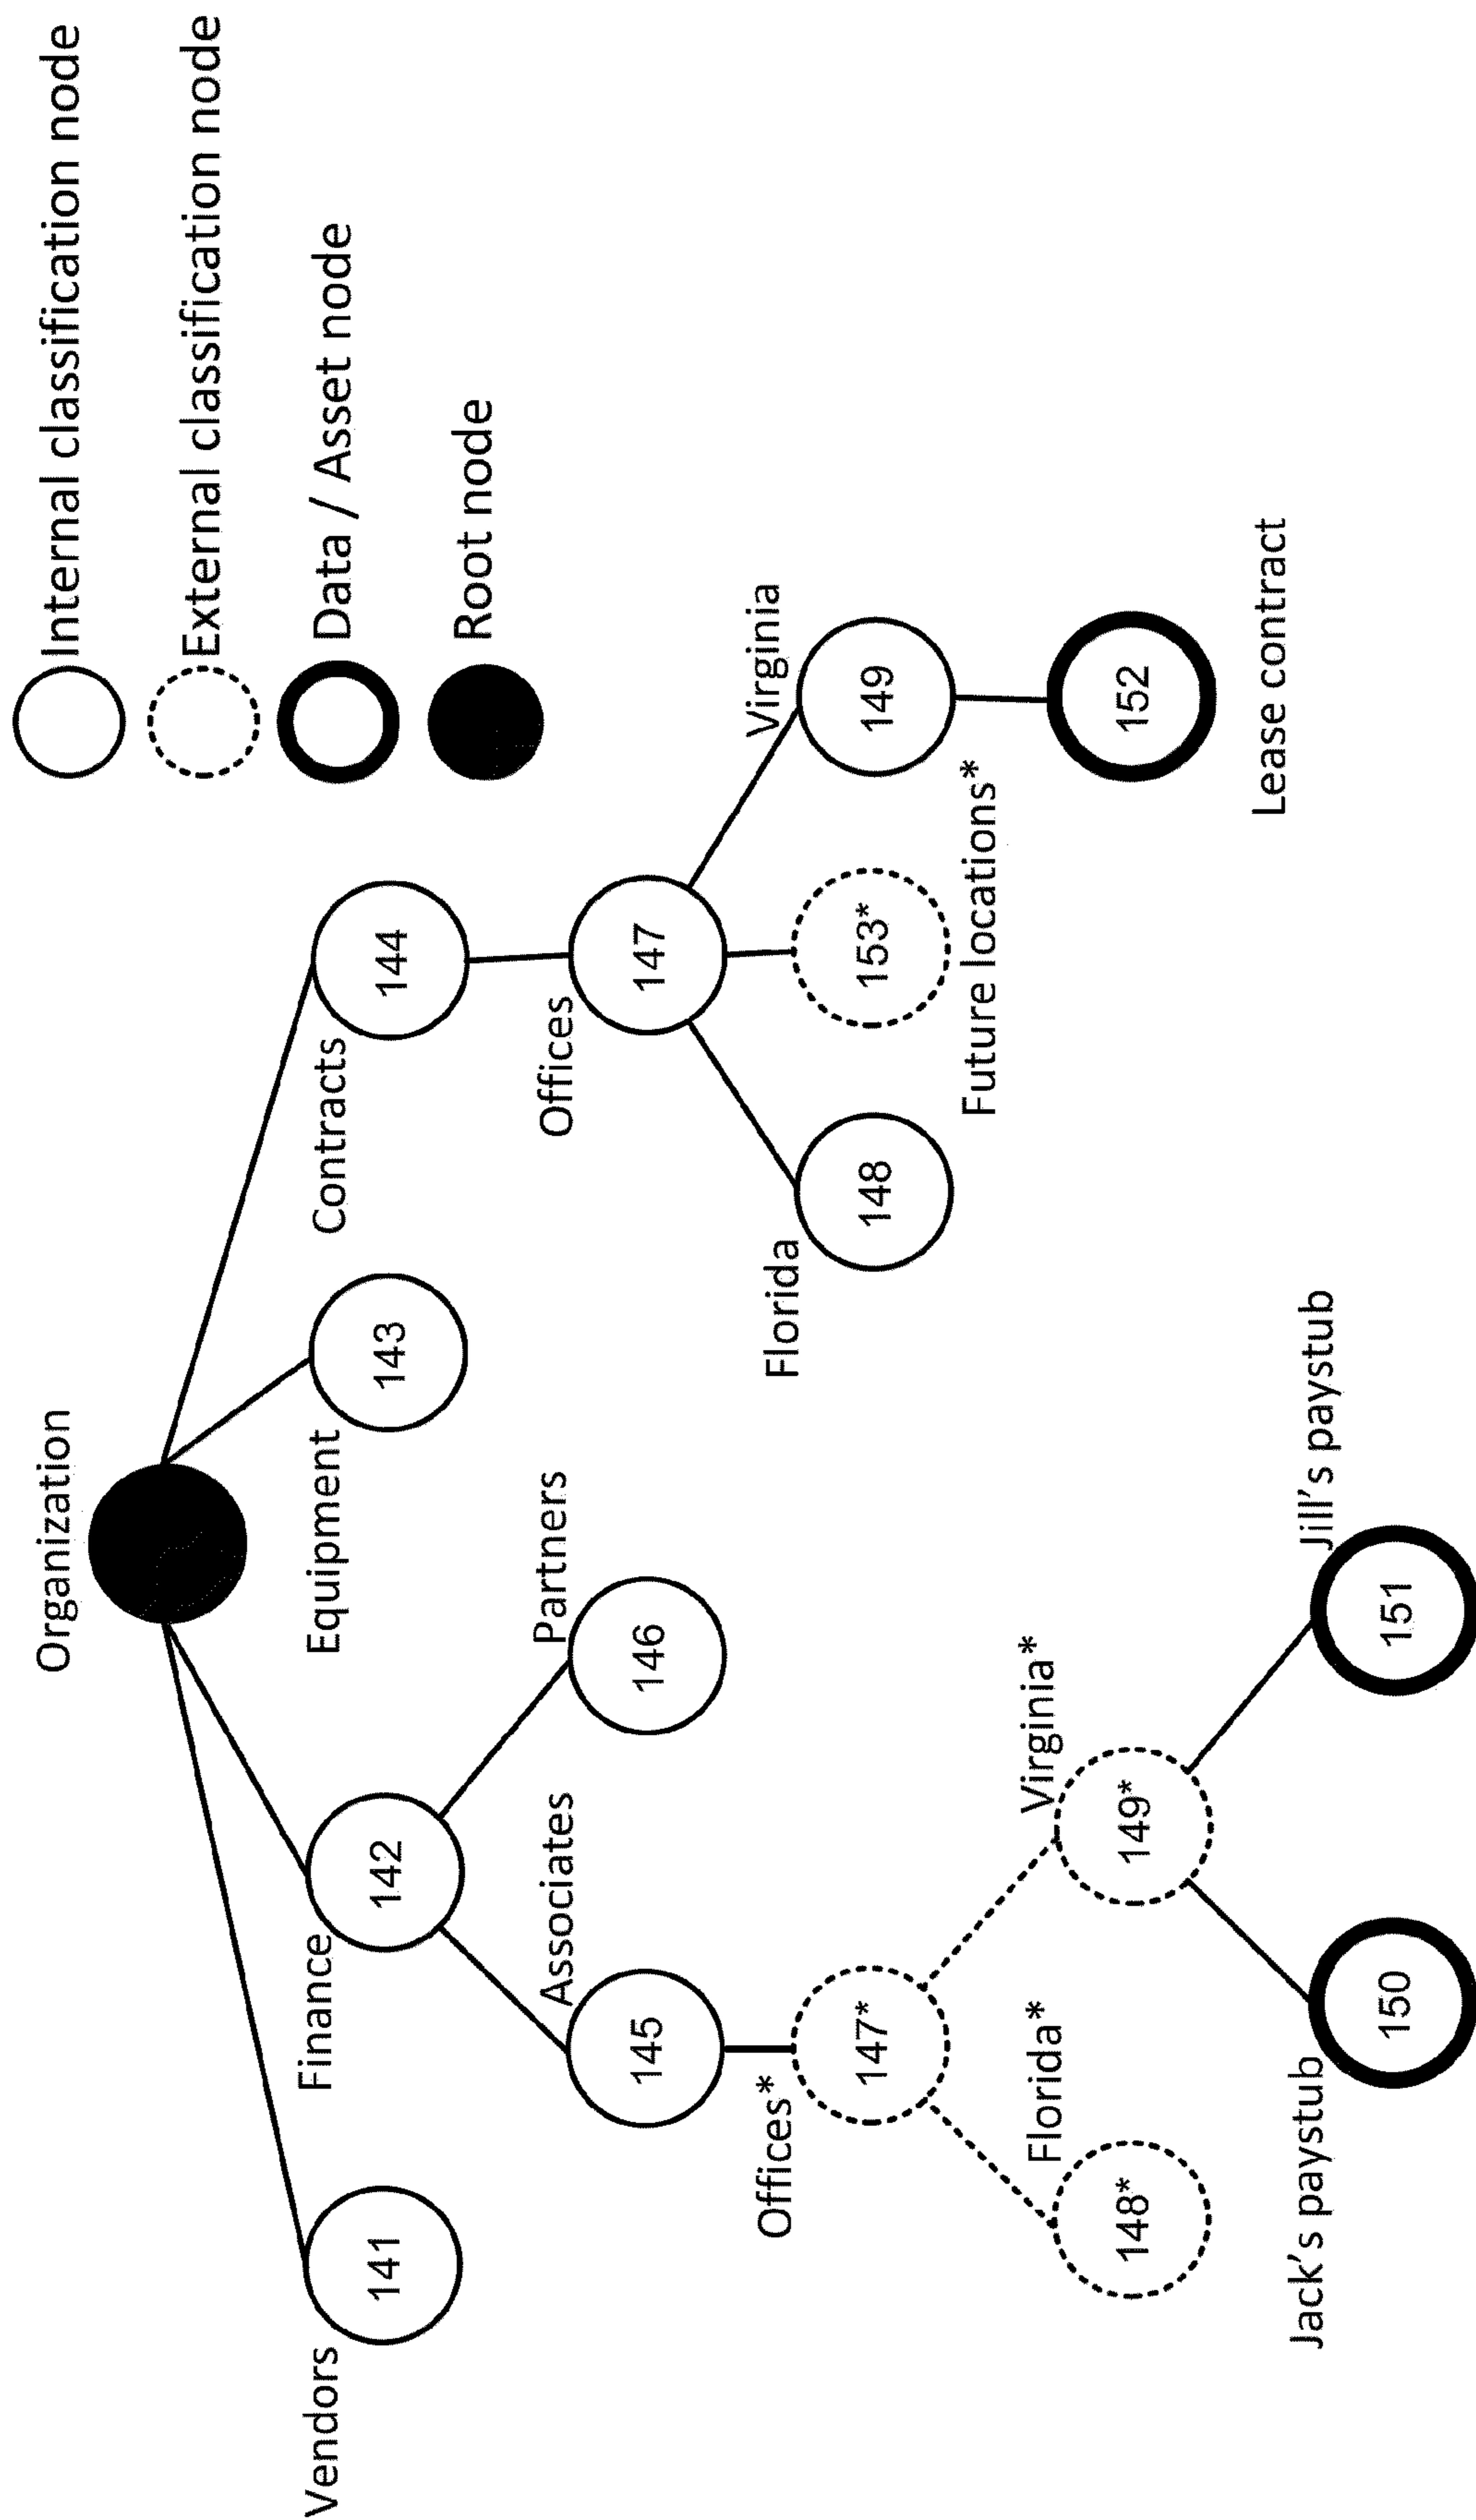 Internal classification node
External classification node
Data / Asset node
Root node
Organization
Vendors
141
Finance
142
Equipment
143
Contracts
144
Associates
145
Partners
146
Offices
147
Offices*
147*
Florida
148
153*
Future locations*
Virginia
149
Florida*
148*
Virginia*
149*
152
Lease contract
Jack's paystub
150
Jill's paystub
151